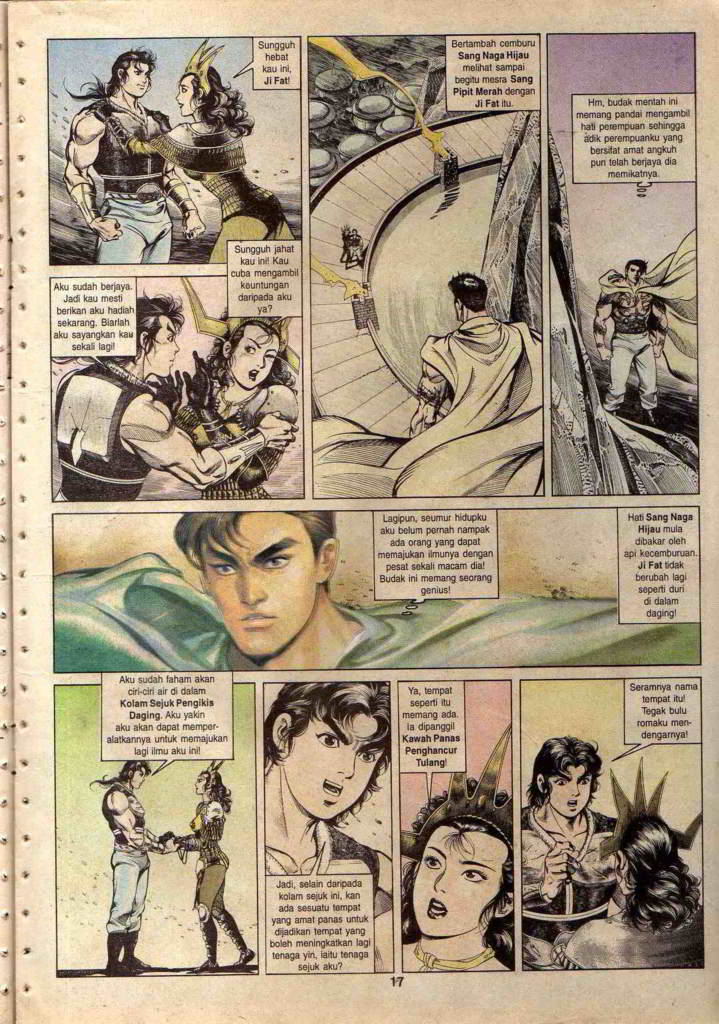 Sungguh
hebat
kau ini,
Ji Fat!
Sungguh jahat
kau ini! Kau
cuba mengambil
keuntungan
daripada aku
ya?
Aku sudah berjaya.
Jadi kau mesti
berikan aku hadiah
sekarang. Biarlah
aku sayangkan kau
sekali lagi!
Bertambah cemburu
Sang Naga Hijau
melihat sampai
begitu mesra Sang
Pipit Merah dengan
Ji Fat itu.
Hm, budak mentah ini
memang pandai mengambil
hati perempuan sehingga
adik perempuanku yang
bersifat amat angkuh
pun telah berjaya dia
memikatnya.
Lagipun, seumur hidupku
aku belum pernah nampak
ada orang yang dapat
memajukan ilmunya dengan
pesat sekali macam dia!
Budak ini memang seorang
genius!
Hati Sang Naga
Hijau mula
dibakar oleh
api kecemburuan.
Ji Fat tidak
berubah lagi
seperti duri
di dalam
daging!
Aku sudah faham akan
ciri-ciri air di dalam
Kolam Sejuk Pengikis
Daging. Aku yakin
aku akan dapat memper-
alatkannya untuk memajukan
lagi ilmu aku ini!
Jadi, selain daripada
kolam sejuk ini, kan
ada sesuatu tempat
yang amat panas untuk
dijadikan tempat yang
boleh meningkatkan lagi
tenaga yin, iaitu tenaga
sejuk aku?
Ya, tempat
seperti itu
memang ada.
Ia dipanggil
Kawah Panas
Penghancur
Tulang!
Seramnya nama
tempat itu!
Tegak bulu
romaku men-
dengarnya!
17